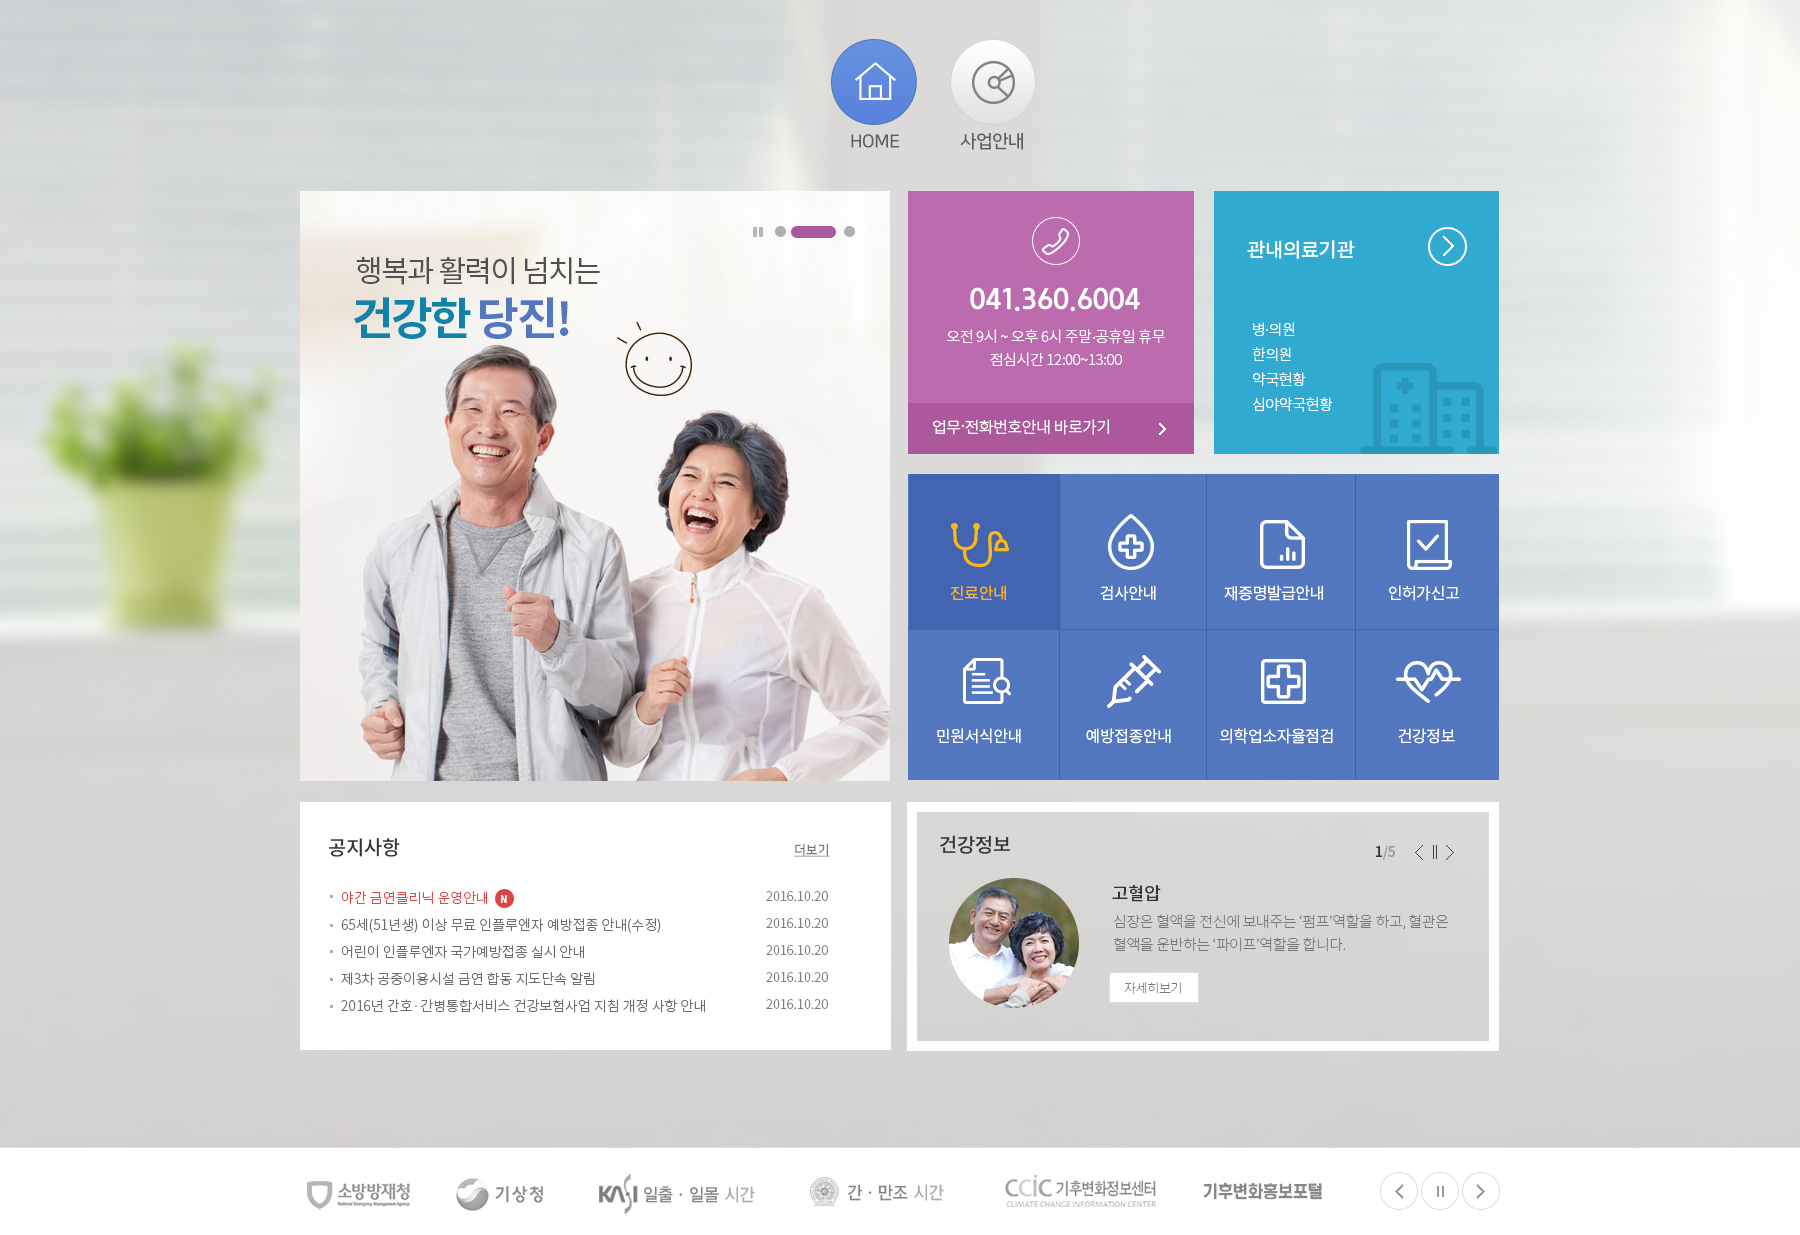 HOME
사업안내
행복과 활력이 넘치는
건강한 당진!
041.360.6004
오전 9시 ~ 오후 6시 주말·공휴일 휴무
점심시간 12:00~13:00
업무·전화번호안내 바로가기
관내의료기관
병·의원
한의원
약국현황
심야약국현황
진료안내
검사안내
재증명발급안내
인허가신고
민원서식안내
예방접종안내
의학업소자율점검
건강정보
공지사항
더보기
야간 금연클리닉 운영안내 N
2016.10.20
65세(51년생) 이상 무료 인플루엔자 예방접종 안내(수정)
2016.10.20
어린이 인플루엔자 국가예방접종 실시 안내
2016.10.20
제3차 공중이용시설 금연 합동 지도단속 알림
2016.10.20
2016년 간호·간병통합서비스 건강보험사업 지침 개정 사항 안내
2016.10.20
건강정보
1/5
고혈압
심장은 혈액을 전신에 보내주는 ‘펌프’역할을 하고, 혈관은
혈액을 운반하는 ‘파이프’역할을 합니다.
자세히보기
소방방재청
National Emergency Management Agency
기상청
KASI 일출 · 일몰 시간
간 · 만조 시간
CCIC 기후변화정보센터
CLIMATE CHANGE INFORMATION CENTER
기후변화홍보포털